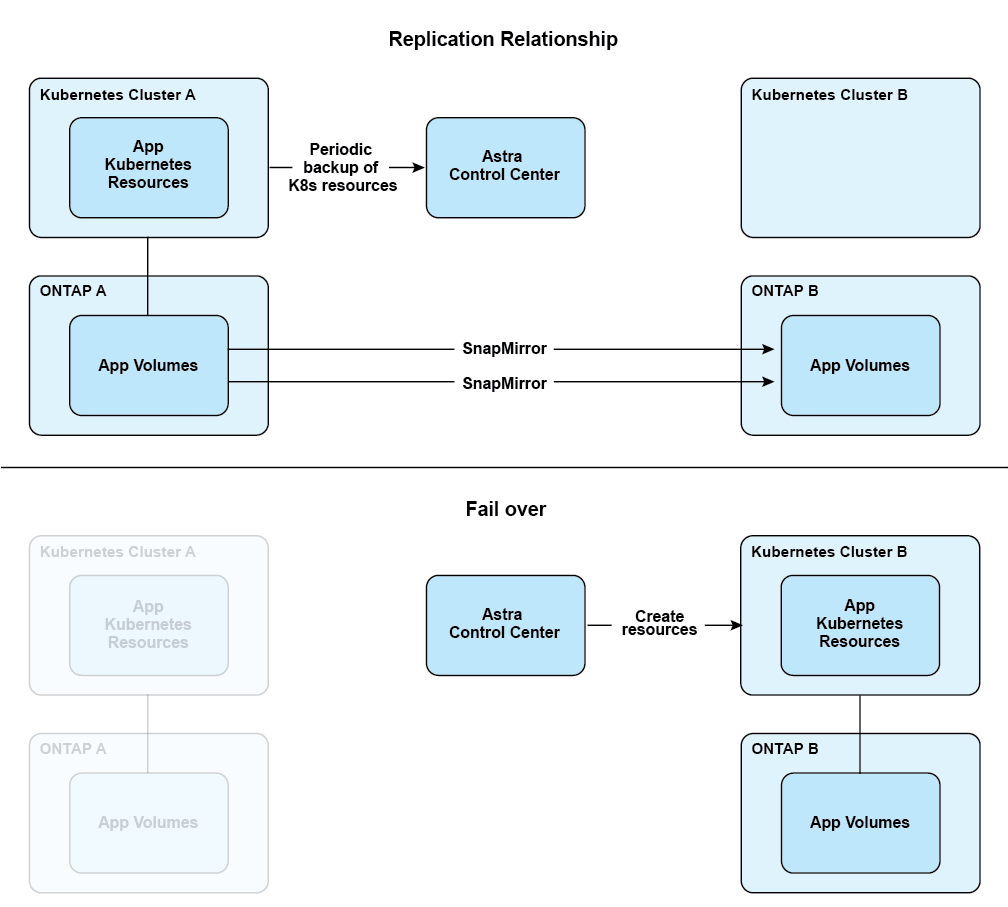 Replication Relationship
Kubernetes Cluster A
App
Kubernetes
Resources
Periodic
backup of
K8s resources
Astra
Control Center
Kubernetes Cluster B
ONTAP A
App Volumes
SnapMirror
SnapMirror
ONTAP B
App Volumes
Fail over
Kubernetes Cluster A
App
Kubernetes
Resources
Astra
Control Center
Create
resources
Kubernetes Cluster B
App
Kubernetes
Resources
ONTAP A
App Volumes
ONTAP B
App Volumes